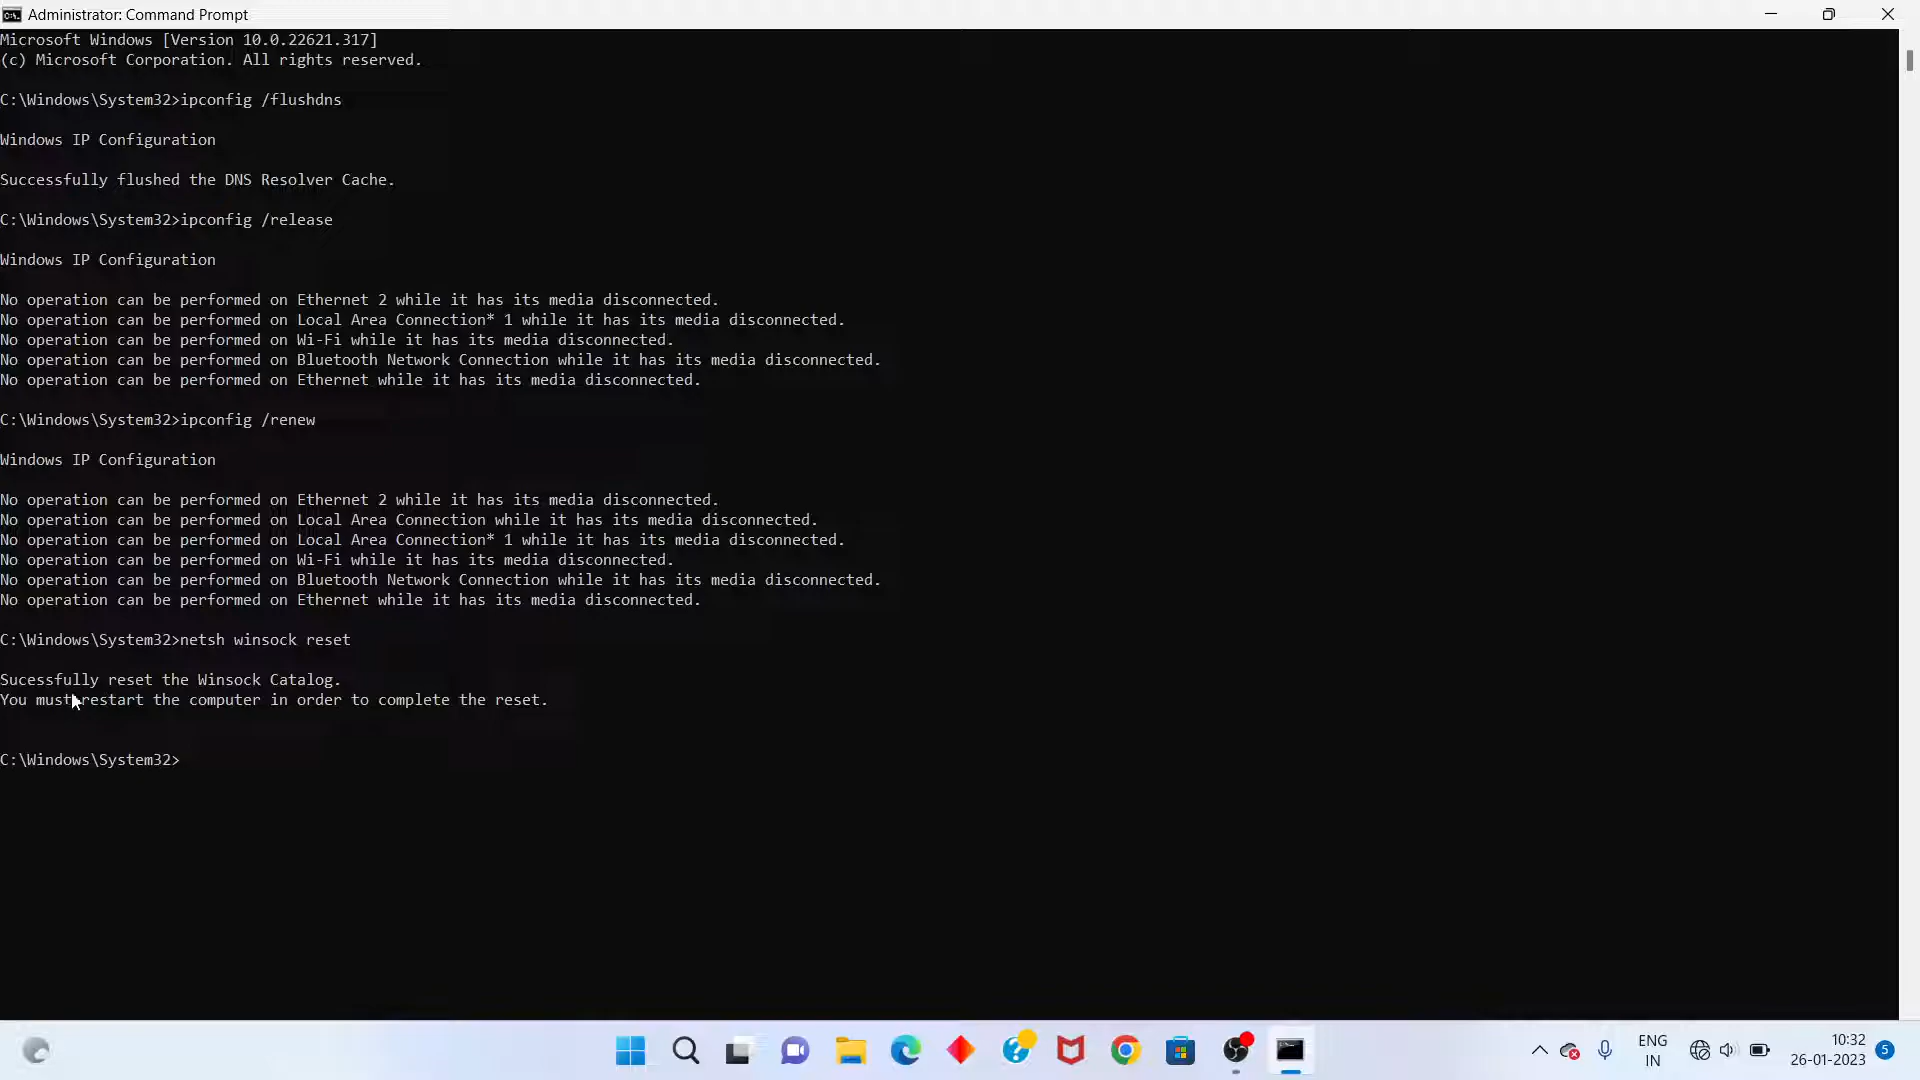 Administrator: Command Prompt
Microsoft Windows [Version 10.0.22621.317]
(c) Microsoft Corporation. All rights reserved.
C:\Windows\System32>ipconfig /flushdns
Windows IP Configuration
Successfully flushed the DNS Resolver Cache.
C:\Windows\System32>ipconfig /release
Windows IP Configuration
No operation can be performed on Ethernet 2 while it has its media disconnected.
No operation can be performed on Local Area Connection* 1 while it has its media disconnected.
No operation can be performed on Wi-Fi while it has its media disconnected.
No operation can be performed on Bluetooth Network Connection while it has its media disconnected.
No operation can be performed on Ethernet while it has its media disconnected.
C:\Windows\System32>ipconfig /renew
Windows IP Configuration
No operation can be performed on Ethernet 2 while it has its media disconnected.
No operation can be performed on Local Area Connection while it has its media disconnected.
No operation can be performed on Local Area Connection* 1 while it has its media disconnected.
No operation can be performed on Wi-Fi while it has its media disconnected.
No operation can be performed on Bluetooth Network Connection while it has its media disconnected.
No operation can be performed on Ethernet while it has its media disconnected.
C:\Windows\System32>netsh winsock reset
Sucessfully reset the Winsock Catalog.
You must restart the computer in order to complete the reset.
C:\Windows\System32>
ENG
IN
10:32
26-01-2023
5